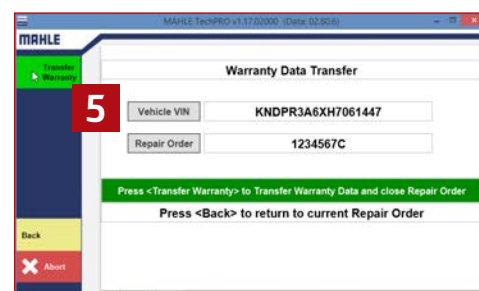 MAHLE TechPRO v1.17.02000 (Data: 02.80.6)
MAHLE
Transfer
Warranty
Warranty Data Transfer
5
Vehicle VIN KNDPR3A6XH7061447
Repair Order 1234567C
Press <Transfer Warranty> to Transfer Warranty Data and close Repair Order
Press <Back> to return to current Repair Order
Back
Abort